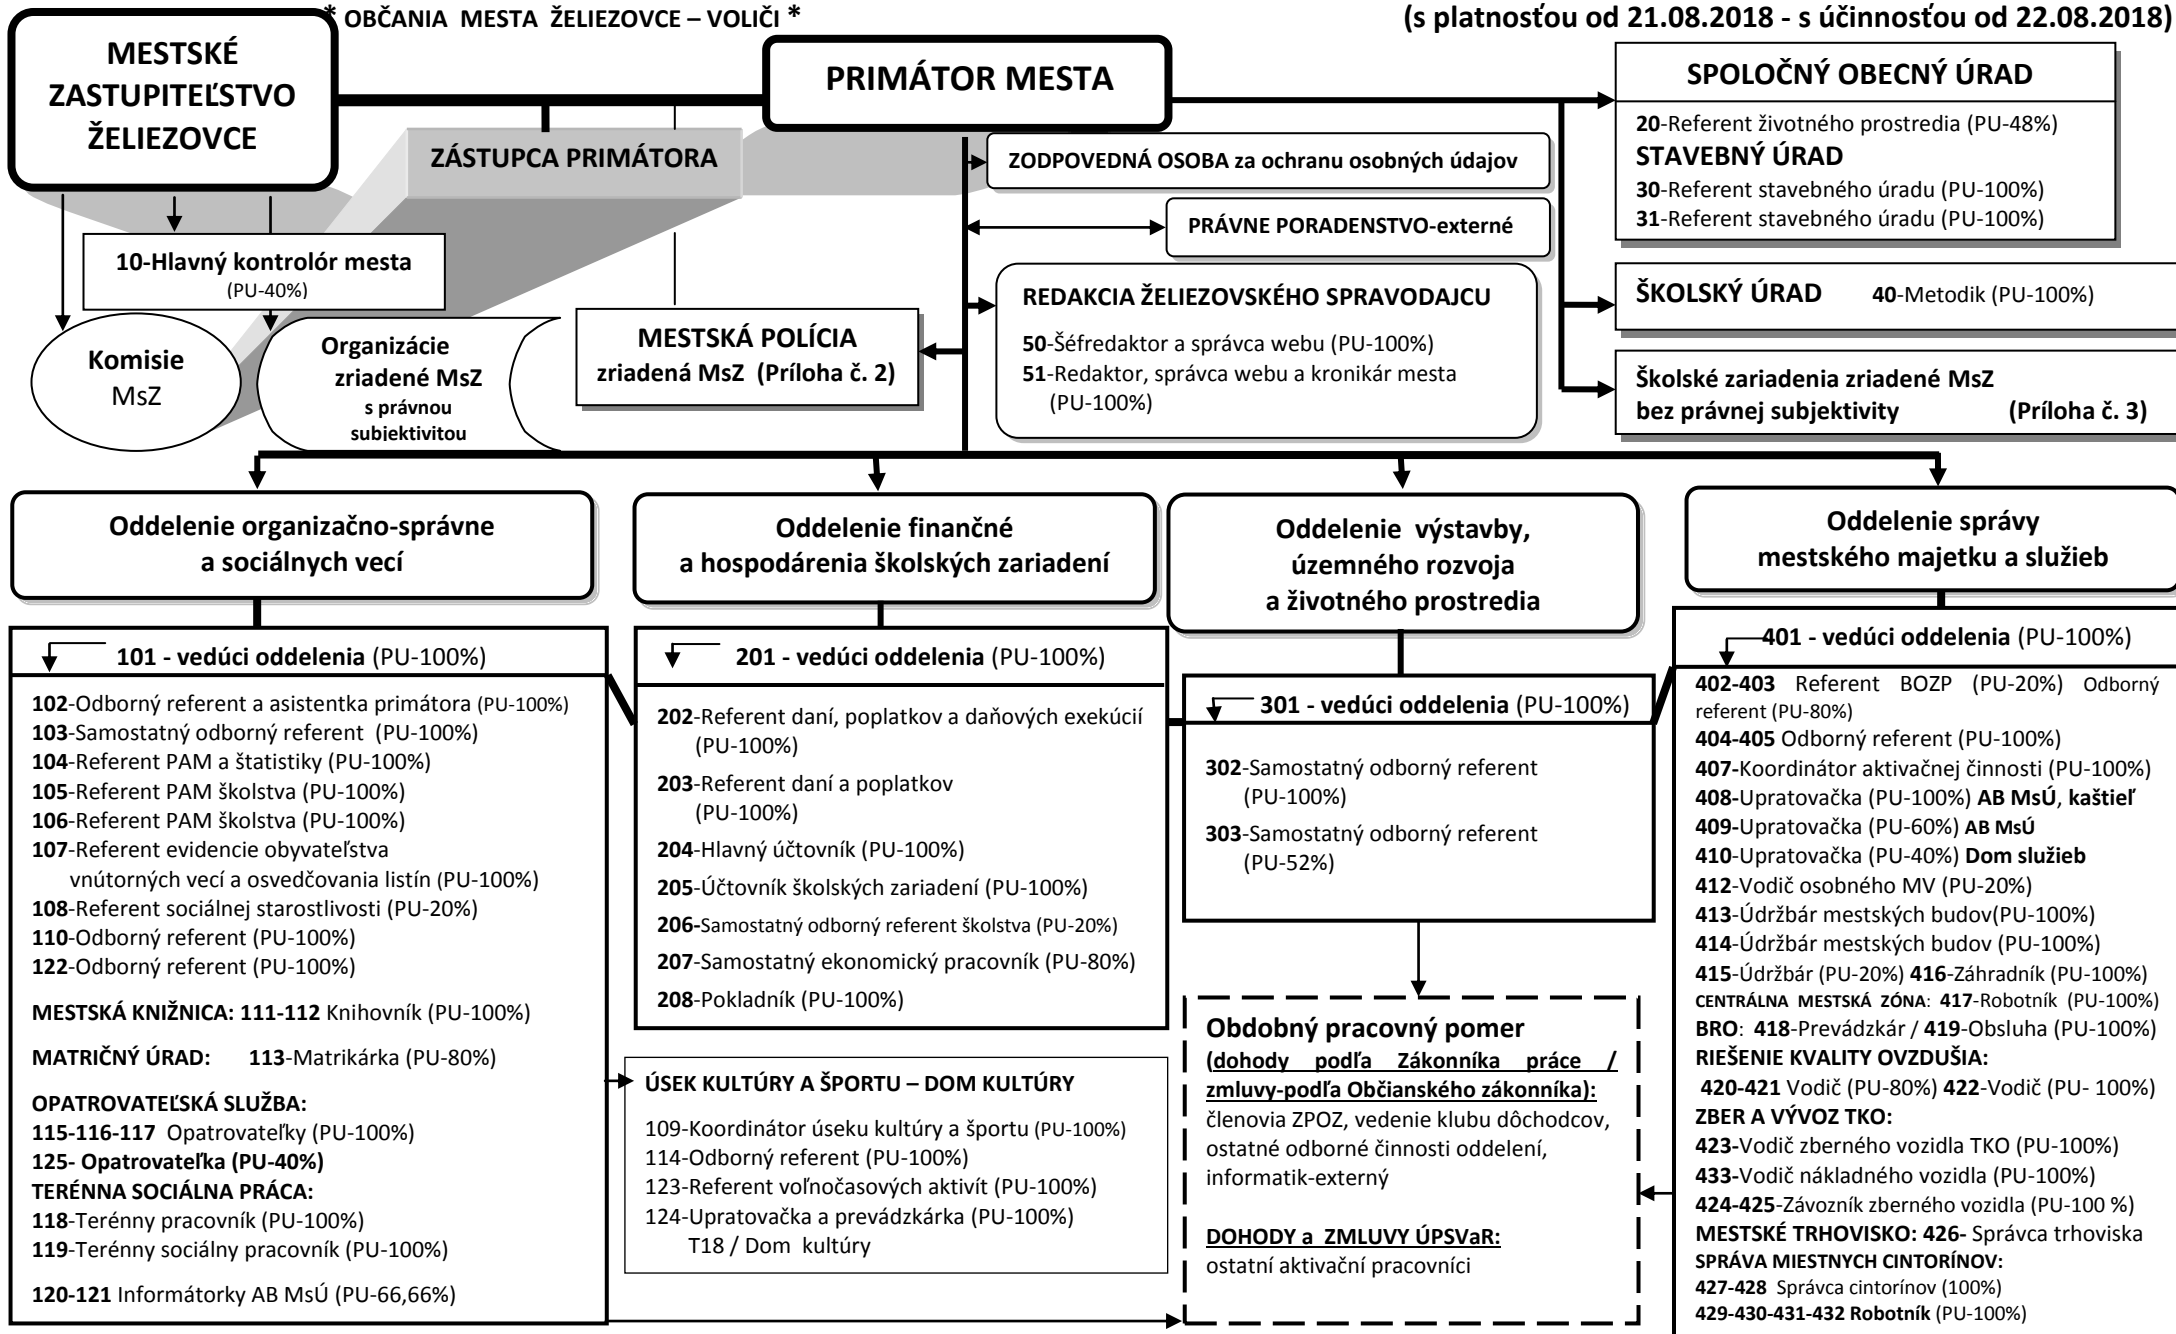 * OBČANIA MESTA ŽELIEZOVCE – VOLIČI *
(s platnosťou od 21.08.2018 - s účinnosťou od 22.08.2018)
MESTSKÉ
ZASTUPITEĽSTVO
ŽELIEZOVCE
PRIMÁTOR MESTA
ZÁSTUPCA PRIMÁTORA
SPOLOČNÝ OBECNÝ ÚRAD
20-Referent životného prostredia (PU-48%)
STAVEBNÝ ÚRAD
30-Referent stavebného úradu (PU-100%)
31-Referent stavebného úradu (PU-100%)
ZODPOVEDNÁ OSOBA za ochranu osobných údajov
PRÁVNE PORADENSTVO-externé
10-Hlavný kontrolór mesta
(PU-40%)
REDAKCIA ŽELIEZOVSKÉHO SPRAVODAJCU
50-Šéfredaktor a správca webu (PU-100%)
51-Redaktor, správca webu a kronikár mesta
(PU-100%)
ŠKOLSKÝ ÚRAD 40-Metodik (PU-100%)
Komisie
MsZ
Organizácie
zriadené MsZ
s právnou
subjektivitou
MESTSKÁ POLÍCIA
zriadená MsZ (Príloha č. 2)
Školské zariadenia zriadené MsZ
bez právnej subjektivity (Príloha č. 3)
Oddelenie organizačno-správne
a sociálnych vecí
Oddelenie finančné
a hospodárenia školských zariadení
Oddelenie výstavby,
územného rozvoja
a životného prostredia
Oddelenie správy
mestského majetku a služieb
101 - vedúci oddelenia (PU-100%)
102-Odborný referent a asistentka primátora (PU-100%)
103-Samostatný odborný referent (PU-100%)
104-Referent PAM a štatistiky (PU-100%)
105-Referent PAM školstva (PU-100%)
106-Referent PAM školstva (PU-100%)
107-Referent evidencie obyvateľstva
vnútorných vecí a osvedčovania listín (PU-100%)
108-Referent sociálnej starostlivosti (PU-20%)
110-Odborný referent (PU-100%)
122-Odborný referent (PU-100%)
MESTSKÁ KNIŽNICA: 111-112 Knihovník (PU-100%)
MATRIČNÝ ÚRAD: 113-Matrikárka (PU-80%)
OPATROVATEĽSKÁ SLUŽBA:
115-116-117 Opatrovateľky (PU-100%)
125- Opatrovateľka (PU-40%)
TERÉNNA SOCIÁLNA PRÁCA:
118-Terénny pracovník (PU-100%)
119-Terénny sociálny pracovník (PU-100%)
120-121 Informátorky AB MsÚ (PU-66,66%)
201 - vedúci oddelenia (PU-100%)
202-Referent daní, poplatkov a daňových exekúcií
(PU-100%)
203-Referent daní a poplatkov
(PU-100%)
204-Hlavný účtovník (PU-100%)
205-Účtovník školských zariadení (PU-100%)
206-Samostatný odborný referent školstva (PU-20%)
207-Samostatný ekonomický pracovník (PU-80%)
208-Pokladník (PU-100%)
ÚSEK KULTÚRY A ŠPORTU – DOM KULTÚRY
109-Koordinátor úseku kultúry a športu (PU-100%)
114-Odborný referent (PU-100%)
123-Referent voľnočasových aktivít (PU-100%)
124-Upratovačka a prevádzkárka (PU-100%)
T18 / Dom kultúry
301 - vedúci oddelenia (PU-100%)
302-Samostatný odborný referent
(PU-100%)
303-Samostatný odborný referent
(PU-52%)
Obdobný pracovný pomer
(dohody podľa Zákonníka práce /
zmluvy-podľa Občianského zákonníka):
členovia ZPOZ, vedenie klubu dôchodcov,
ostatné odborné činnosti oddelení,
informatik-externý
DOHODY a ZMLUVY ÚPSVaR:
ostatní aktivační pracovníci
401 - vedúci oddelenia (PU-100%)
402-403 Referent BOZP (PU-20%) Odborný
referent (PU-80%)
404-405 Odborný referent (PU-100%)
407-Koordinátor aktivačnej činnosti (PU-100%)
408-Upratovačka (PU-100%) AB MsÚ, kaštieľ
409-Upratovačka (PU-60%) AB MsÚ
410-Upratovačka (PU-40%) Dom služieb
412-Vodič osobného MV (PU-20%)
413-Údržbár mestských budov(PU-100%)
414-Údržbár mestských budov (PU-100%)
415-Údržbár (PU-20%) 416-Záhradník (PU-100%)
CENTRÁLNA MESTSKÁ ZÓNA: 417-Robotník (PU-100%)
BRO: 418-Prevádzkár / 419-Obsluha (PU-100%)
RIEŠENIE KVALITY OVZDUŠIA:
420-421 Vodič (PU-80%) 422-Vodič (PU- 100%)
ZBER A VÝVOZ TKO:
423-Vodič zberného vozidla TKO (PU-100%)
433-Vodič nákladného vozidla (PU-100%)
424-425-Závozník zberného vozidla (PU-100 %)
MESTSKÉ TRHOVISKO: 426- Správca trhoviska
SPRÁVA MIESTNYCH CINTORÍNOV:
427-428 Správca cintorínov (100%)
429-430-431-432 Robotník (PU-100%)